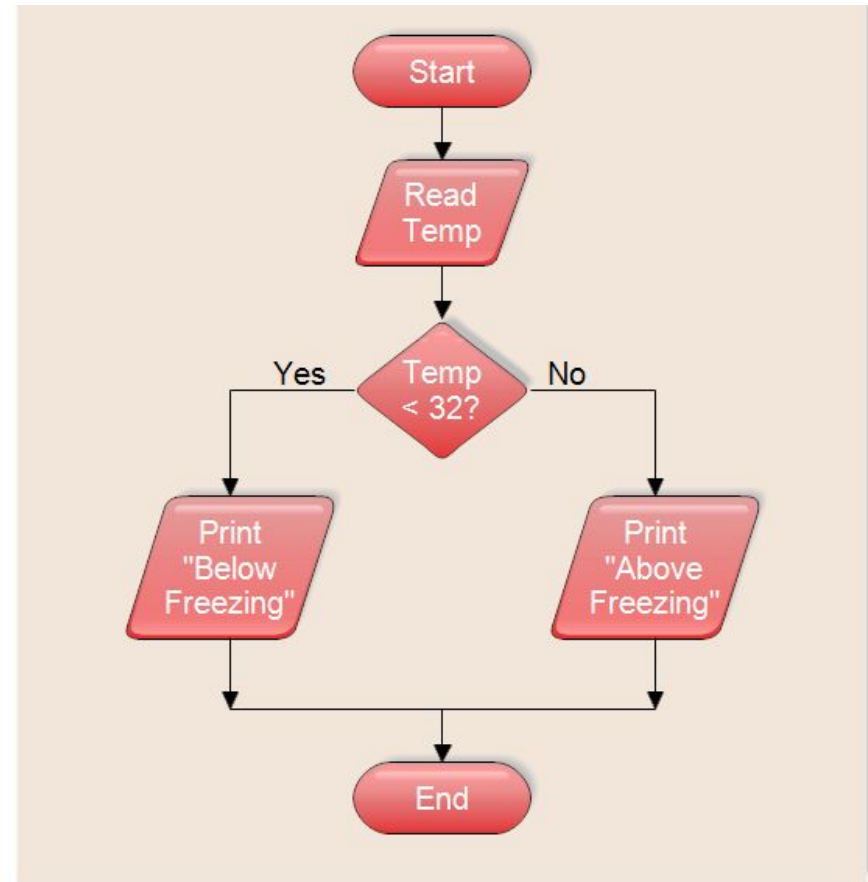 Start
Read
Temp
Yes
Temp
< 32?
No
Print
"Below
Freezing"
Print
"Above
Freezing"
End